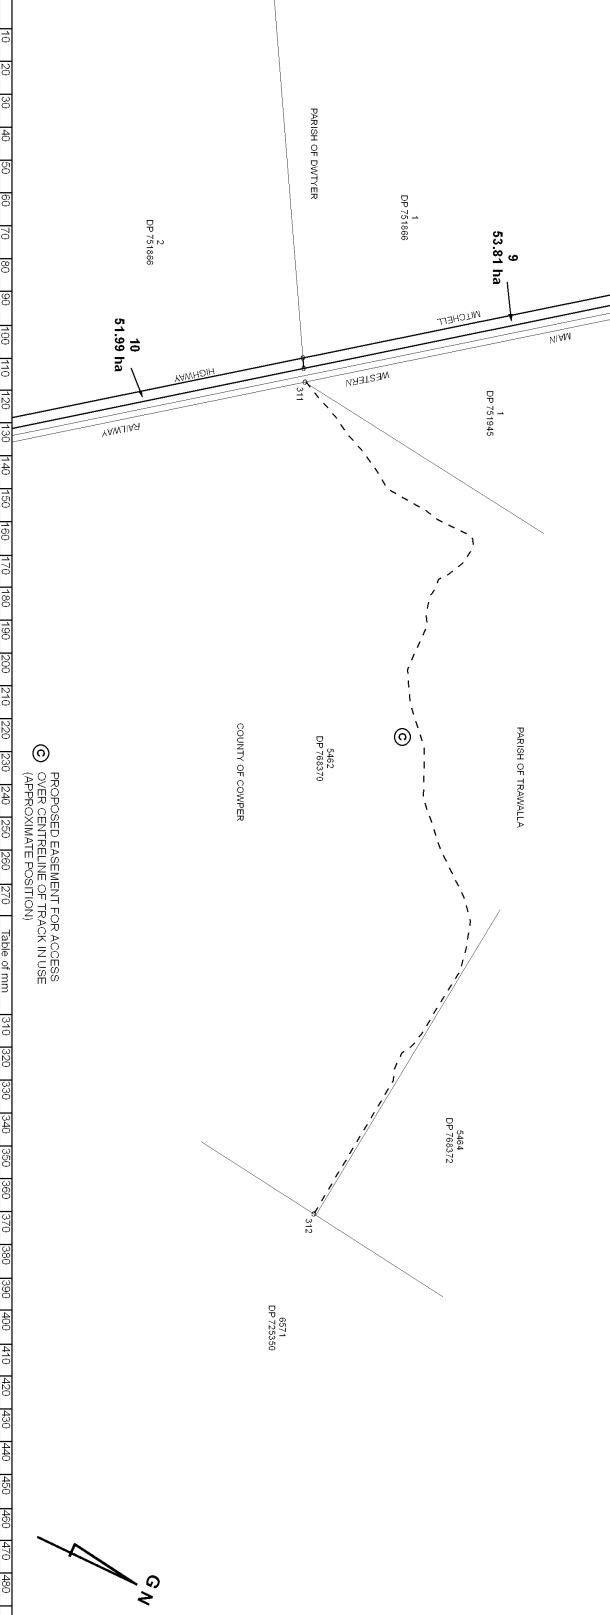 PARISH OF DWTYER
1
DP 751866
2
DP 751866
9
53.81 ha
10
51.99 ha
MITCHELL
HIGHWAY
MAIN
WESTERN
RAILWAY
1
DP 751945
311
PARISH OF TRAWALLA
C
5462
DP 768370
COUNTY OF COWPER
C
PROPOSED EASEMENT FOR ACCESS
OVER CENTRELINE OF TRACK IN USE
(APPROXIMATE POSITION)
5464
DP 768372
312
6571
DP 725350
G N
10 20 30 40 50 60 70 80 90 100 110 120 130 140 150 160 170 180 190 200 210 220 230 240 250 260 270 Table of mm 310 320 330 340 350 360 370 380 390 400 410 420 430 440 450 460 470 480